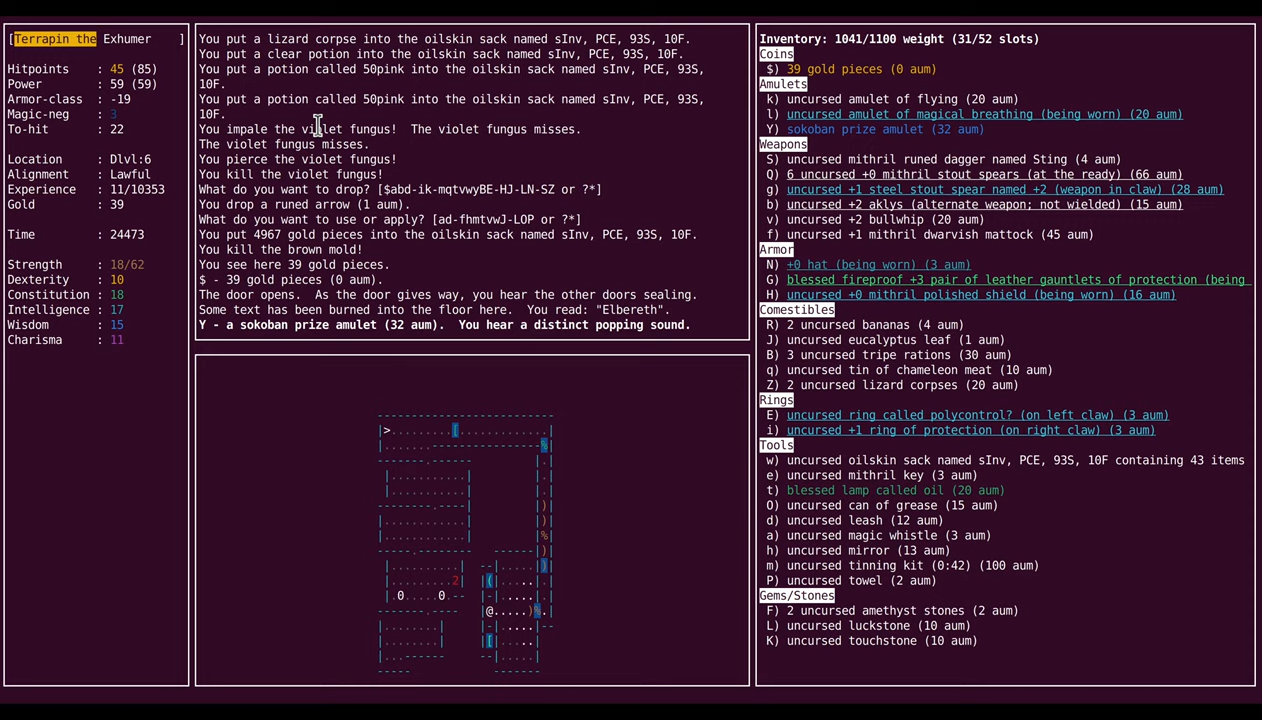 [Terrapin the Exhumer ]
Hitpoints : 45 (85)
Power : 59 (59)
Armor-class : -19
Magic-neg : 3
To-hit : 22
Location : Dlvl:6
Alignment : Lawful
Experience : 11/10353
Gold : 39
Time : 24473
Strength : 18/62
Dexterity : 10
Constitution : 18
Intelligence : 17
Wisdom : 15
Charisma : 11
You put a lizard corpse into the oilskin sack named sInv, PCE, 93S, 10F.
You put a clear potion into the oilskin sack named sInv, PCE, 93S, 10F.
You put a potion called 50pink into the oilskin sack named sInv, PCE, 93S,
10F.
You put a potion called 50pink into the oilskin sack named sInv, PCE, 93S,
10F.
You impale the violet fungus! The violet fungus misses.
The violet fungus misses.
You pierce the violet fungus!
You kill the violet fungus!
What do you want to drop? [$abd-ik-mqtvwyBE-HJ-LN-SZ or ?*]
You drop a runed arrow (1 aum).
What do you want to use or apply? [ad-fhmtvwJ-LOP or ?*]
You put 4967 gold pieces into the oilskin sack named sInv, PCE, 93S, 10F.
You kill the brown mold!
You see here 39 gold pieces.
$ - 39 gold pieces (0 aum).
The door opens. As the door gives way, you hear the other doors sealing.
Some text has been burned into the floor here. You read: "Elbereth".
Y - a sokoban prize amulet (32 aum). You hear a distinct popping sound.
--------------------------
|>........[.............|
|.......-----------------%|
-------.------ |.|
|..........| |.|
|..........| |.|
-------.---- |)|
|..........| |)|
|..........| |%|
-----.-------- ------|)|
|.........| --|.....|)|
|........2| |(|.....|.|
|.0.....0.-- |-|.....|.|
-------.---- |@.....)%.|
|.......| |-|.....|--
|.......| |[|.....|
|...------ --|.....|
----- -------
Inventory: 1041/1100 weight (31/52 slots)
Coins
$) 39 gold pieces (0 aum)
Amulets
k) uncursed amulet of flying (20 aum)
l) uncursed amulet of magical breathing (being worn) (20 aum)
Y) sokoban prize amulet (32 aum)
Weapons
S) uncursed mithril runed dagger named Sting (4 aum)
Q) 6 uncursed +0 mithril stout spears (at the ready) (66 aum)
g) uncursed +1 steel stout spear named +2 (weapon in claw) (28 aum)
b) uncursed +2 aklys (alternate weapon; not wielded) (15 aum)
v) uncursed +2 bullwhip (20 aum)
f) uncursed +1 mithril dwarvish mattock (45 aum)
Armor
N) +0 hat (being worn) (3 aum)
G) blessed fireproof +3 pair of leather gauntlets of protection (being
H) uncursed +0 mithril polished shield (being worn) (16 aum)
Comestibles
R) 2 uncursed bananas (4 aum)
J) uncursed eucalyptus leaf (1 aum)
B) 3 uncursed tripe rations (30 aum)
q) uncursed tin of chameleon meat (10 aum)
Z) 2 uncursed lizard corpses (20 aum)
Rings
E) uncursed ring called polycontrol? (on left claw) (3 aum)
i) uncursed +1 ring of protection (on right claw) (3 aum)
Tools
w) uncursed oilskin sack named sInv, PCE, 93S, 10F containing 43 items
e) uncursed mithril key (3 aum)
t) blessed lamp called oil (20 aum)
O) uncursed can of grease (15 aum)
d) uncursed leash (12 aum)
a) uncursed magic whistle (3 aum)
h) uncursed mirror (13 aum)
m) uncursed tinning kit (0:42) (100 aum)
P) uncursed towel (2 aum)
Gems/Stones
F) 2 uncursed amethyst stones (2 aum)
L) uncursed luckstone (10 aum)
K) uncursed touchstone (10 aum)